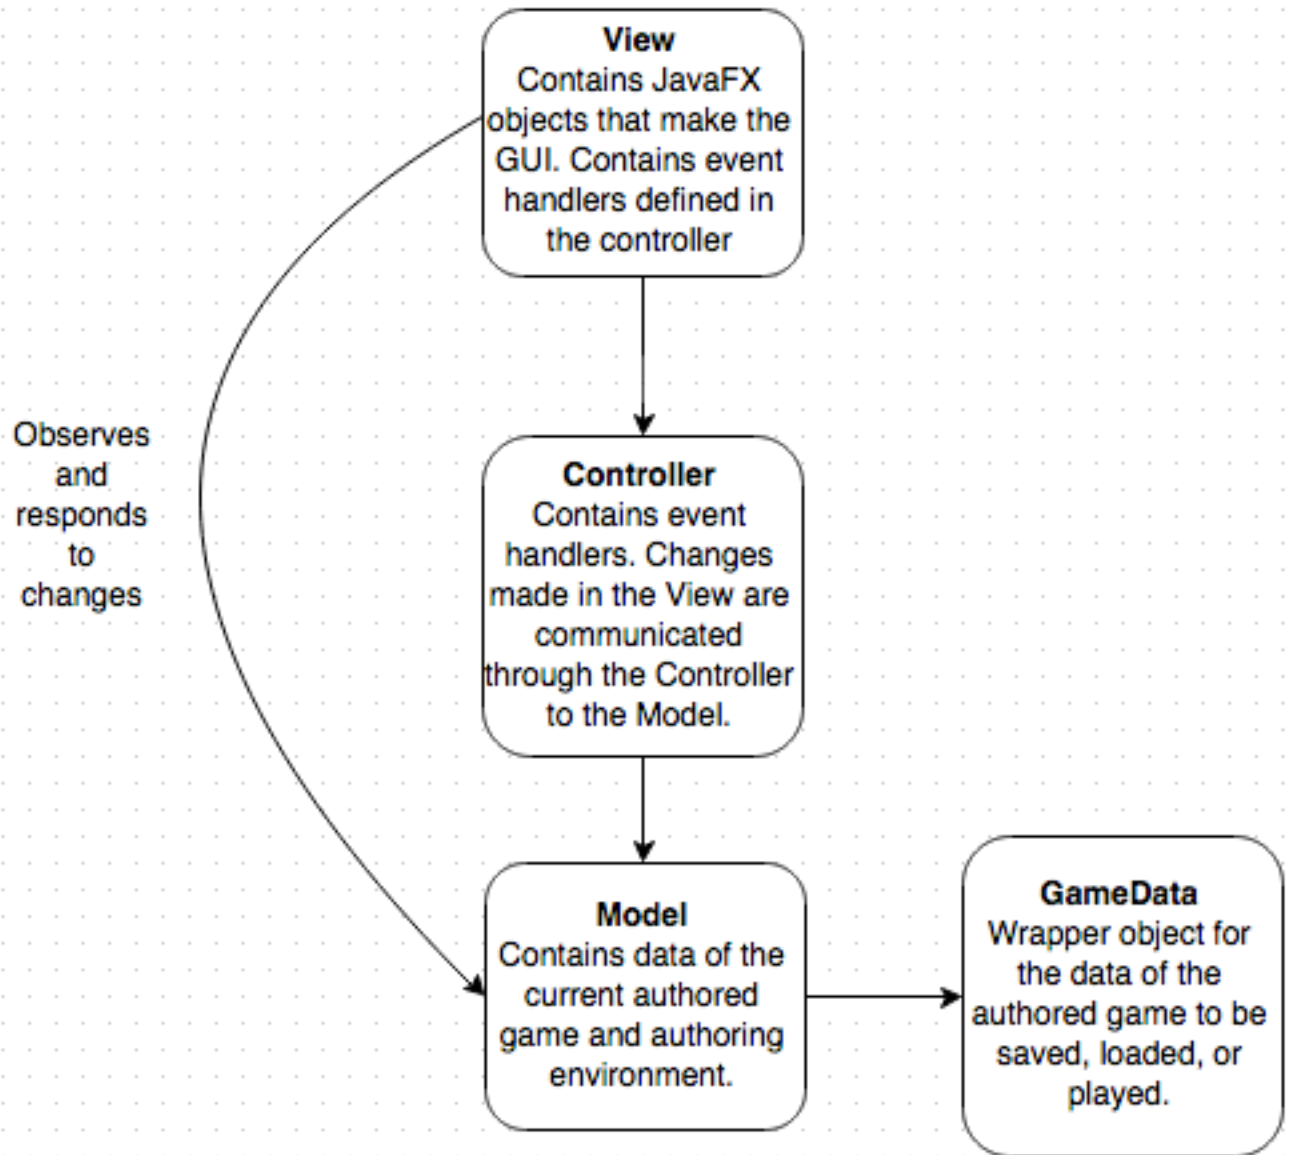 View
Contains JavaFX
objects that make the
GUI. Contains event
handlers defined in
the controller
Observes
and
responds
to
changes
Controller
Contains event
handlers. Changes
made in the View are
communicated
through the Controller
to the Model.
Model
Contains data of the
current authored
game and authoring
environment.
GameData
Wrapper object for
the data of the
authored game to be
saved, loaded, or
played.